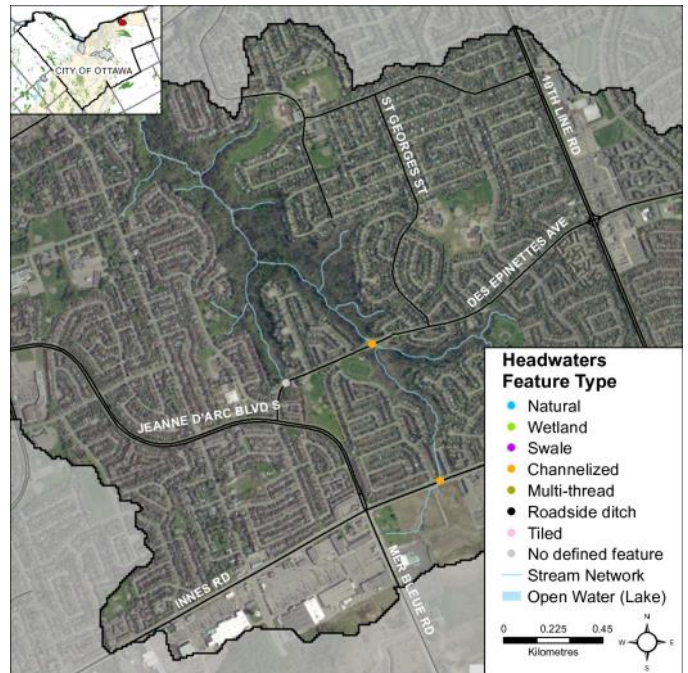 CITY OF OTTAWA
10TH LINE RD
ST GEORGES ST
DES EPINETTES AVE
JEANNE D'ARC BLVD S
INNES RD
MER BLEUE RD
Headwaters
Feature Type
Natural
Wetland
Swale
Channelized
Multi-thread
Roadside ditch
Tiled
No defined feature
Stream Network
Open Water (Lake)
0 0.225 0.45
Kilometres
N
W E
S